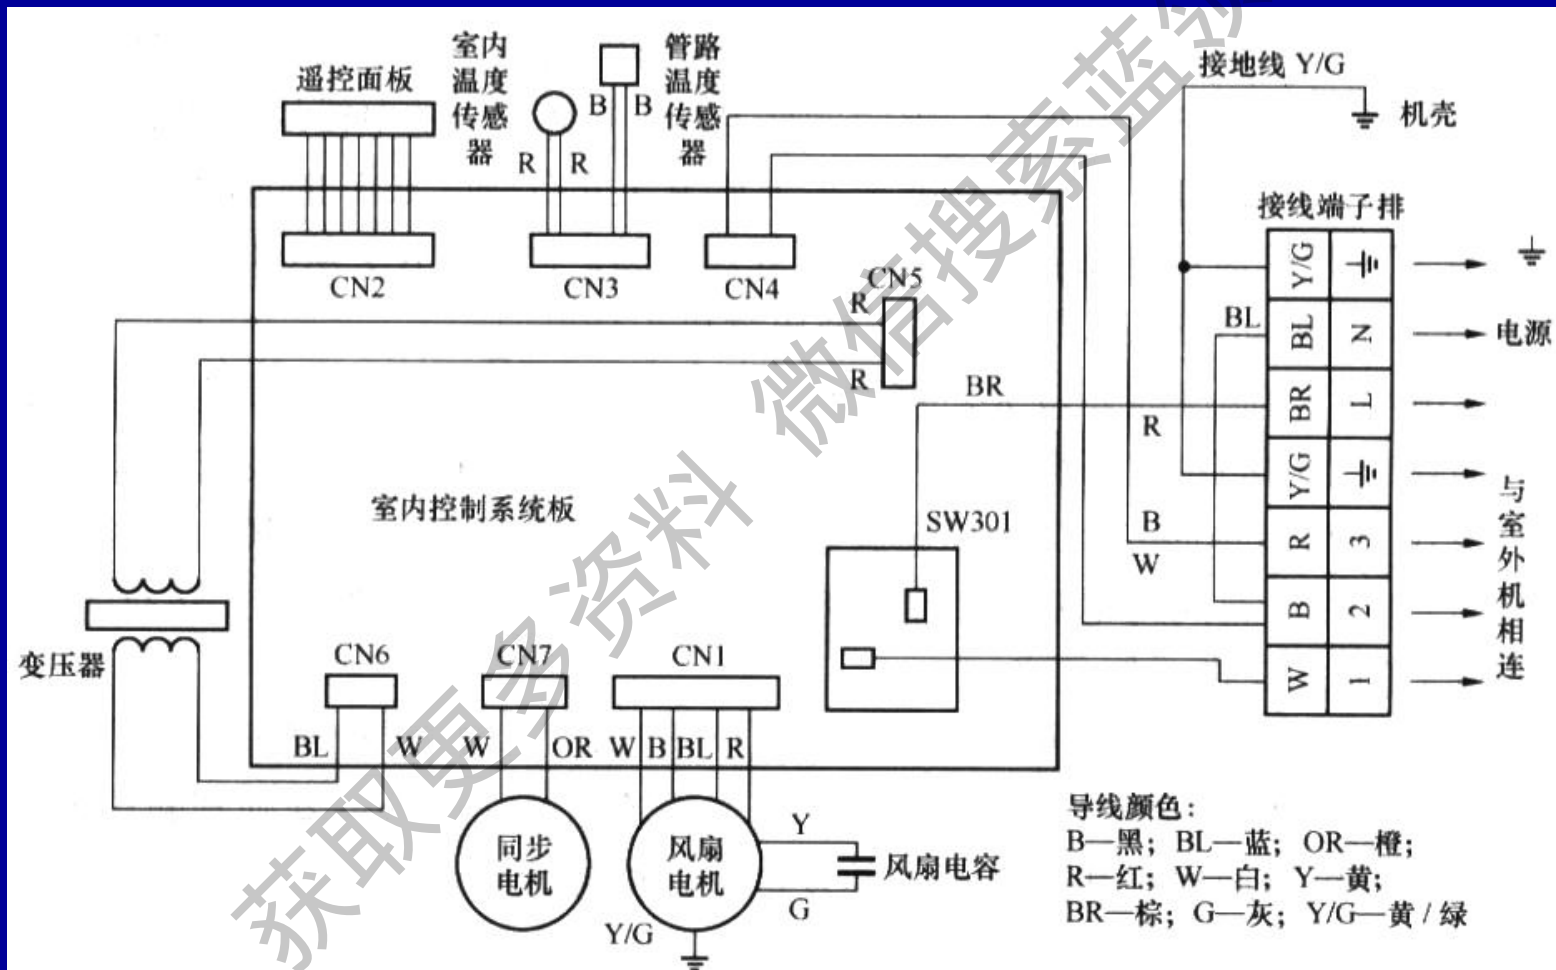 室内
温度
传感
器
管路
温度
传感
器
遥控面板
B
B
R
R
接地线 Y/G
机壳
接线端子排
CN2
CN3
CN4
CN5
R
R
BR
R
B
W
BL
Y/G
BL
N
BR
L
Y/G
R
3
B
2
W
1
电源
与室外机相连
室内控制系统板
SW301
变压器
CN6
CN7
CN1
BL
W
W
OR
W
B
BL
R
同步
电机
风扇
电机
Y
G
风扇电容
Y/G
导线颜色:
B—黑; BL—蓝; OR—橙;
R—红; W—白; Y—黄;
BR—棕; G—灰; Y/G—黄 / 绿
获取更多资料 微信搜索蓝领